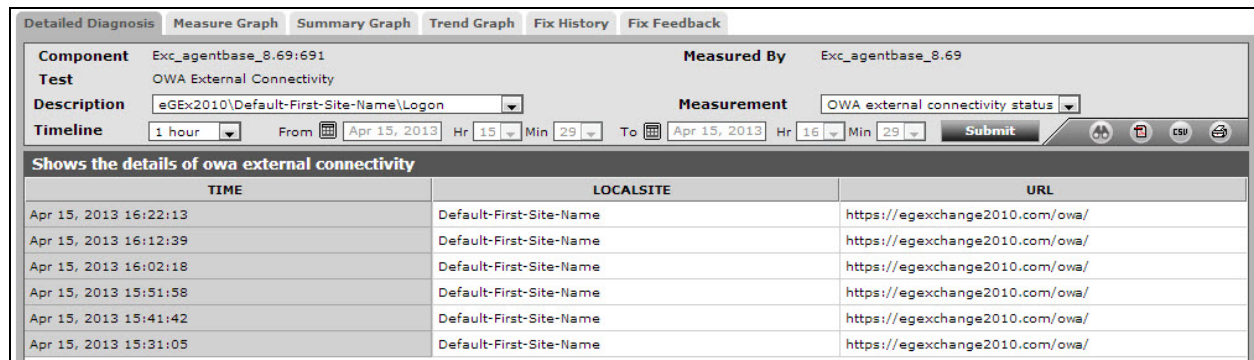 Detailed Diagnosis Measure Graph Summary Graph Trend Graph Fix History Fix Feedback
Component Exc_agentbase_8.69:691 Measured By Exc_agentbase_8.69
Test OWA External Connectivity
Description eGEx2010\Default-First-Site-Name\Logon Measurement OWA external connectivity status
Timeline 1 hour From Apr 15, 2013 Hr 15 Min 29 To Apr 15, 2013 Hr 16 Min 29 Submit CSV
Shows the details of owa external connectivity
TIME LOCALSITE URL
Apr 15, 2013 16:22:13 Default-First-Site-Name https://egexchange2010.com/owa/
Apr 15, 2013 16:12:39 Default-First-Site-Name https://egexchange2010.com/owa/
Apr 15, 2013 16:02:18 Default-First-Site-Name https://egexchange2010.com/owa/
Apr 15, 2013 15:51:58 Default-First-Site-Name https://egexchange2010.com/owa/
Apr 15, 2013 15:41:42 Default-First-Site-Name https://egexchange2010.com/owa/
Apr 15, 2013 15:31:05 Default-First-Site-Name https://egexchange2010.com/owa/